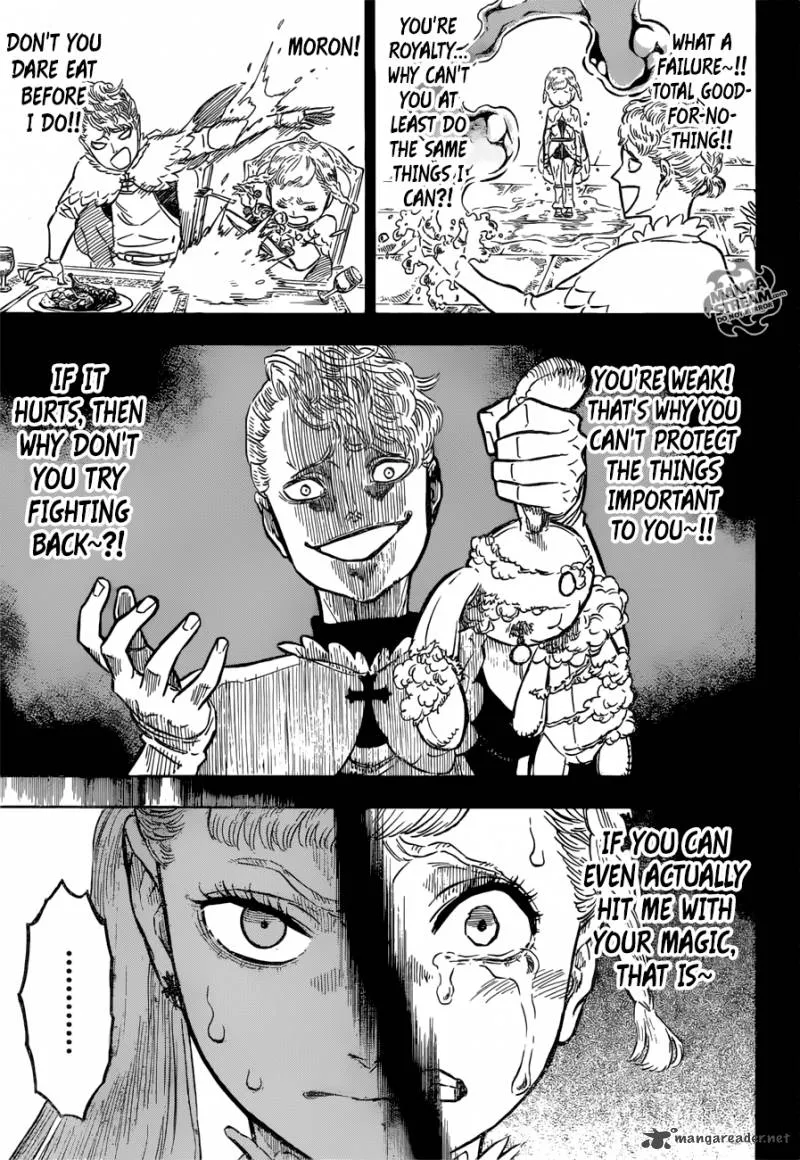 WHAT A
FAILURE~!!
TOTAL GOOD-
FOR-NO-
THING!!
YOU'RE
ROYALTY...
WHY CAN'T
YOU AT
LEAST DO
THE SAME
THINGS I
CAN?!
MORON!
DON'T YOU
DARE EAT
BEFORE
I DO!!
YOU'RE WEAK!
THAT'S WHY YOU
CAN'T PROTECT
THE THINGS
IMPORTANT
TO YOU~!!
IF IT
HURTS, THEN
WHY DON'T
YOU TRY
FIGHTING
BACK~?!
IF YOU CAN
EVEN ACTUALLY
HIT ME WITH
YOUR MAGIC,
THAT IS~
........
MANGA
STREAM
mangareader.net